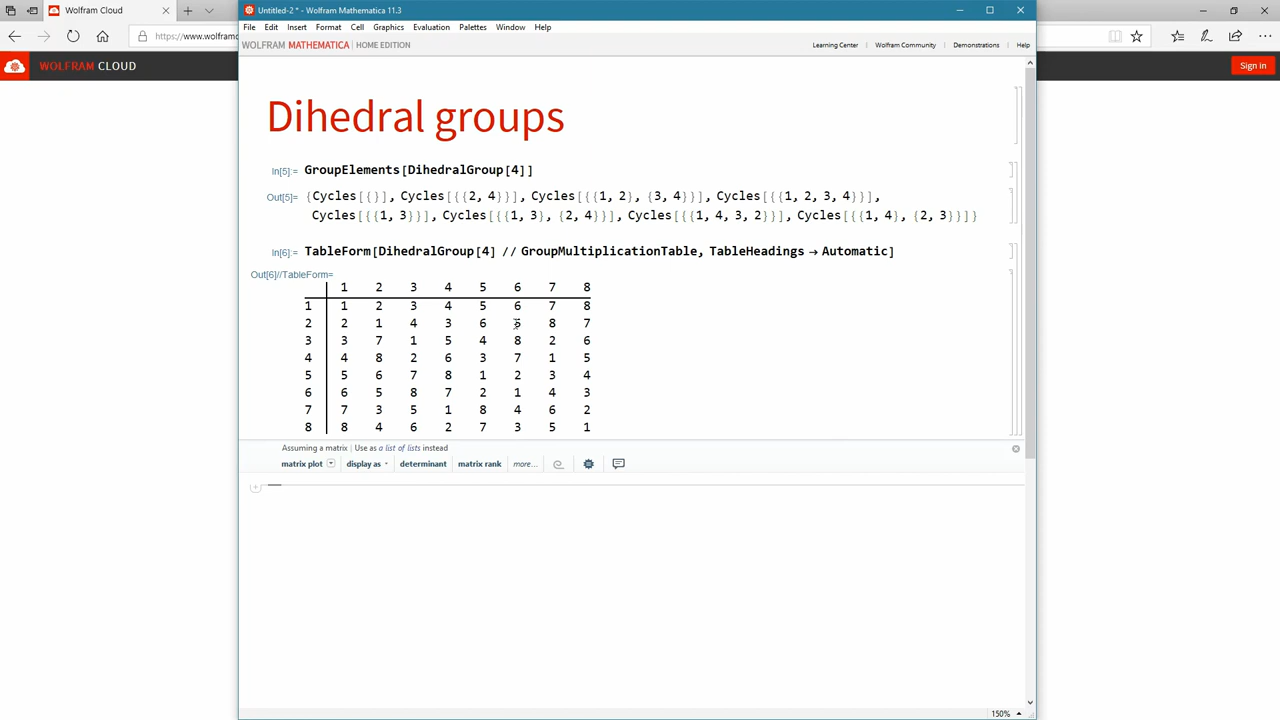 Wolfram Cloud
https://www.wolfram
WOLFRAM CLOUD
Sign in
Untitled-2 * - Wolfram Mathematica 11.3
File Edit Insert Format Cell Graphics Evaluation Palettes Window Help
WOLFRAM MATHEMATICA | HOME EDITION
Learning Center | Wolfram Community | Demonstrations | Help
Dihedral groups
In[5]:= GroupElements[DihedralGroup[4]]
Out[5]= {Cycles[{}], Cycles[{{2, 4}}], Cycles[{{1, 2}, {3, 4}}], Cycles[{{1, 2, 3, 4}}],
Cycles[{{1, 3}}], Cycles[{{1, 3}, {2, 4}}], Cycles[{{1, 4, 3, 2}}], Cycles[{{1, 4}, {2, 3}}]}
In[6]:= TableForm[DihedralGroup[4] // GroupMultiplicationTable, TableHeadings → Automatic]
Out[6]//TableForm=
1 2 3 4 5 6 7 8
1 1 2 3 4 5 6 7 8
2 2 1 4 3 6 5 8 7
3 3 7 1 5 4 8 2 6
4 4 8 2 6 3 7 1 5
5 5 6 7 8 1 2 3 4
6 6 5 8 7 2 1 4 3
7 7 3 5 1 8 4 6 2
8 8 4 6 2 7 3 5 1
Assuming a matrix | Use as a list of lists instead
matrix plot display as determinant matrix rank more...
150%